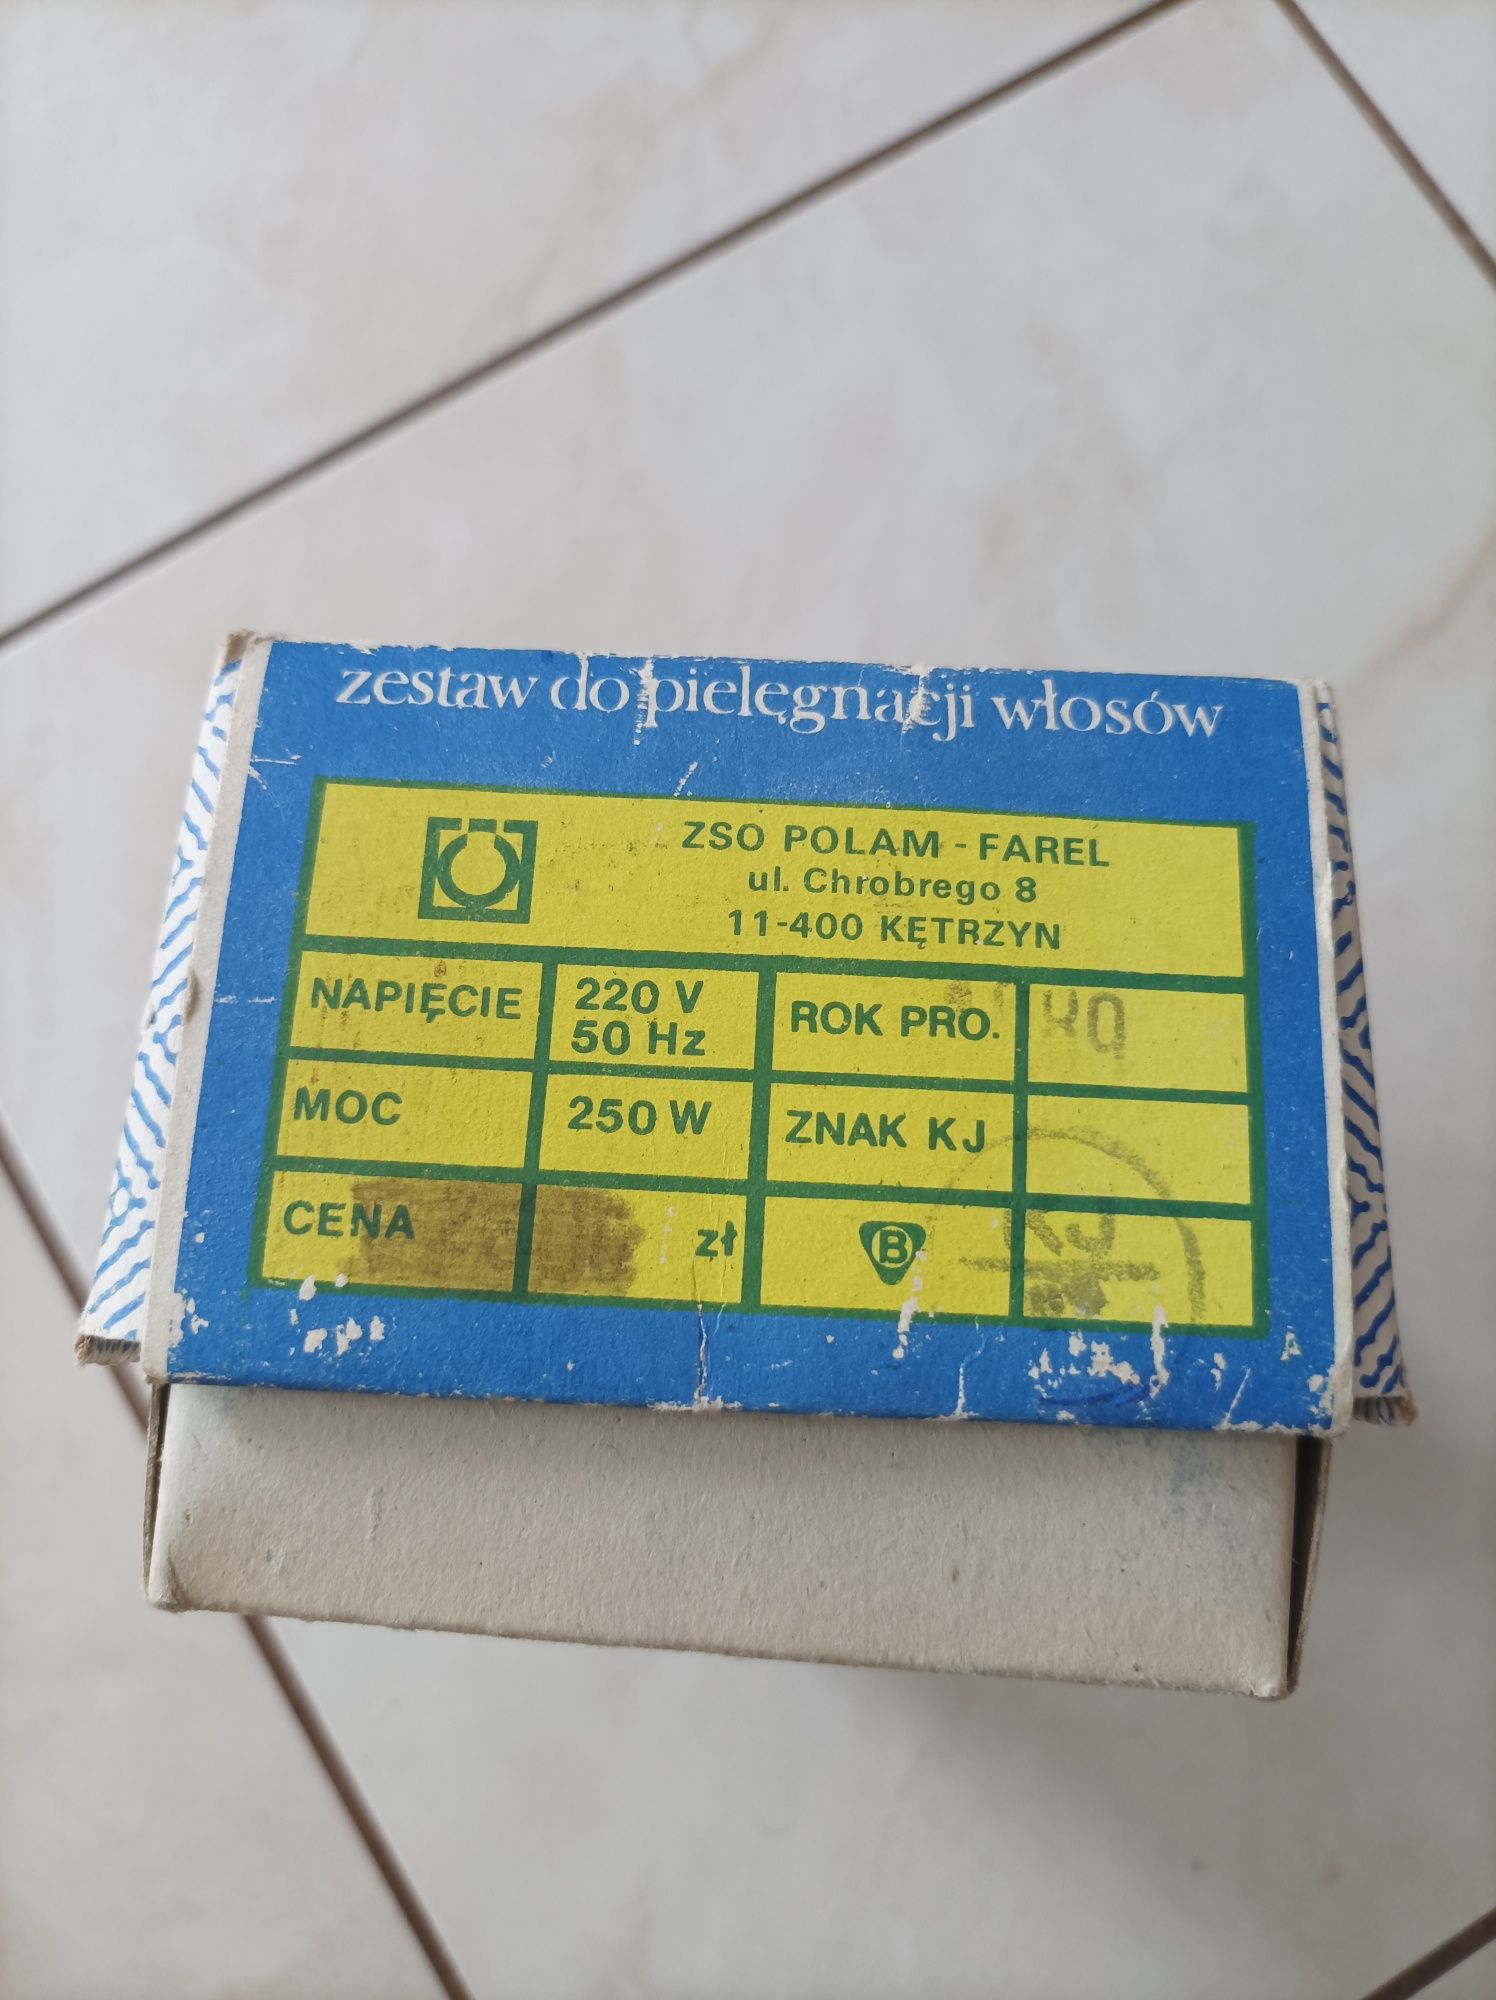 zestaw do pielęgnacji włosów
ZSO POLAM - FAREL
ul. Chrobrego 8
11-400 KĘTRZYN
NAPIĘCIE 220 V 50 Hz ROK PRO.
MOC 250 W ZNAK KJ
CENA zł B
KJ